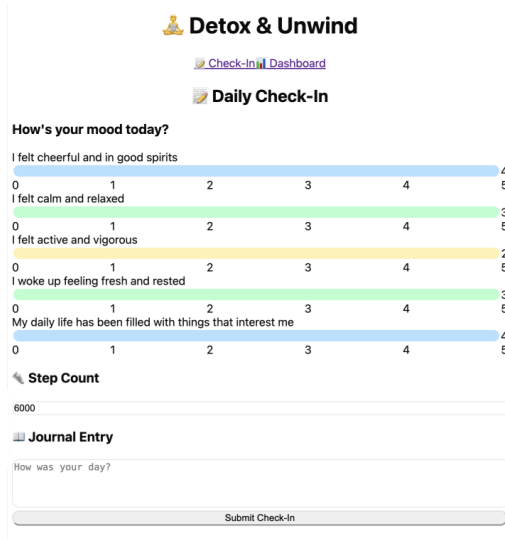 🧘 Detox & Unwind
📝 Check-In📊 Dashboard
📝 Daily Check-In
How's your mood today?
I felt cheerful and in good spirits
4
0 1 2 3 4 5
I felt calm and relaxed
3
0 1 2 3 4 5
I felt active and vigorous
2
0 1 2 3 4 5
I woke up feeling fresh and rested
3
0 1 2 3 4 5
My daily life has been filled with things that interest me
4
0 1 2 3 4 5
Step Count
6000
📖 Journal Entry
How was your day?
Submit Check-In